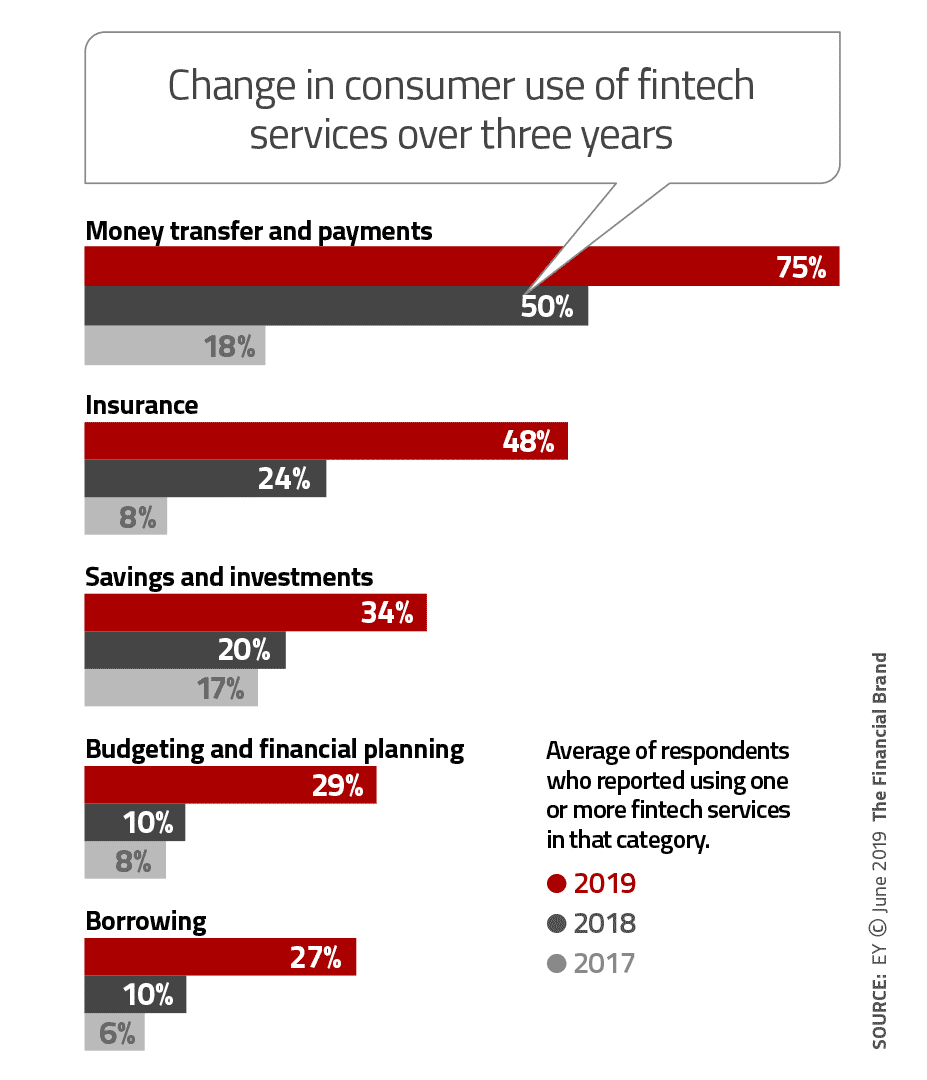 Change in consumer use of fintech
services over three years
Money transfer and payments
75%
50%
18%
Insurance
48%
24%
8%
Savings and investments
34%
20%
17%
Budgeting and financial planning
29%
10%
8%
Borrowing
27%
10%
6%
Average of respondents
who reported using one
or more fintech services
in that category.
2019
2018
2017
SOURCE: EY © June 2019 The Financial Brand